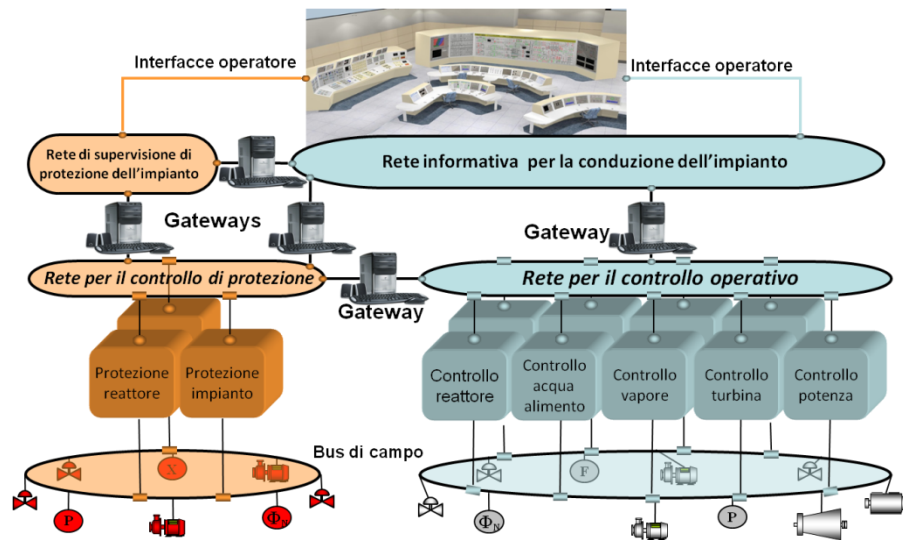 Interfacce operatore
Interfacce operatore
Rete di supervisione di
protezione dell'impianto
Rete informativa per la conduzione dell'impianto
Gateways
Gateway
Rete per il controllo di protezione
Rete per il controllo operativo
Gateway
Protezione
reattore
Protezione
impianto
Controllo
reattore
Controllo
acqua
alimento
Controllo
vapore
Controllo
turbina
Controllo
potenza
Bus di campo
X
F
P
ΦN
ΦN
P